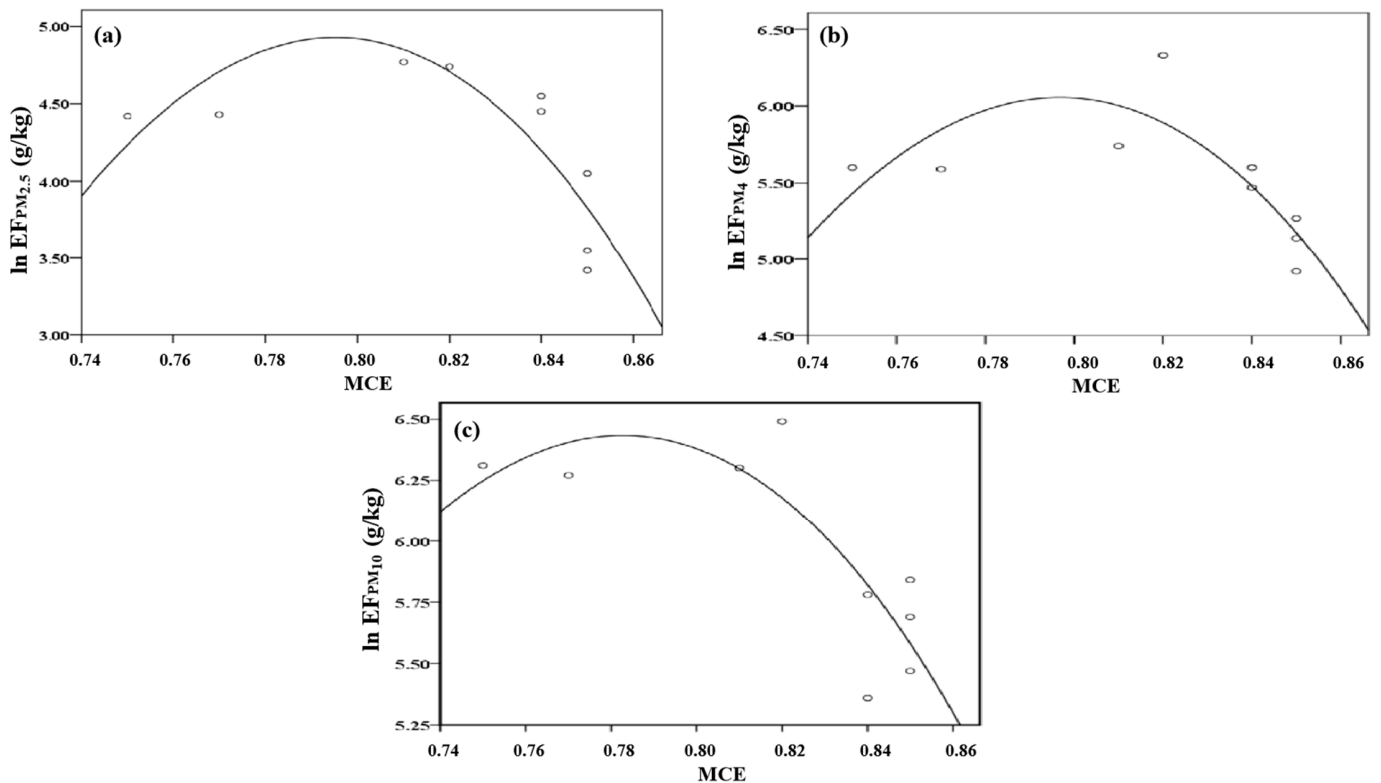 (a)
ln EFPM2.5 (g/kg)
5.00
4.50
4.00
3.50
3.00
0.74 0.76 0.78 0.80 0.82 0.84 0.86
MCE
(b)
ln EFPM4 (g/kg)
6.50
6.00
5.50
5.00
4.50
0.74 0.76 0.78 0.80 0.82 0.84 0.86
MCE
(c)
ln EFPM10 (g/kg)
6.50
6.25
6.00
5.75
5.50
5.25
0.74 0.76 0.78 0.80 0.82 0.84 0.86
MCE